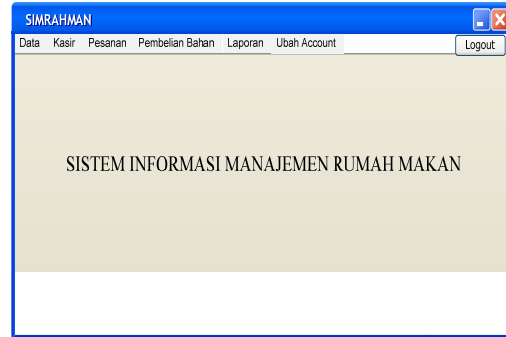 SIMRAHMAN
Data Kasir Pesanan Pembelian Bahan Laporan Ubah Account Logout
SISTEM INFORMASI MANAJEMEN RUMAH MAKAN